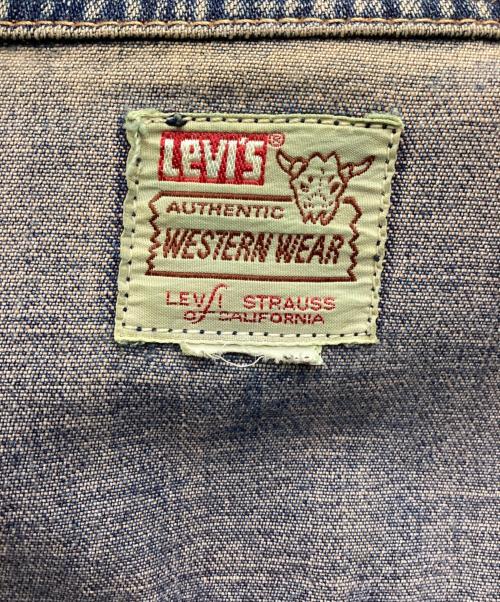 LEVI'S®
AUTHENTIC
WESTERN WEAR
LEVI STRAUSS
OF CALIFORNIA